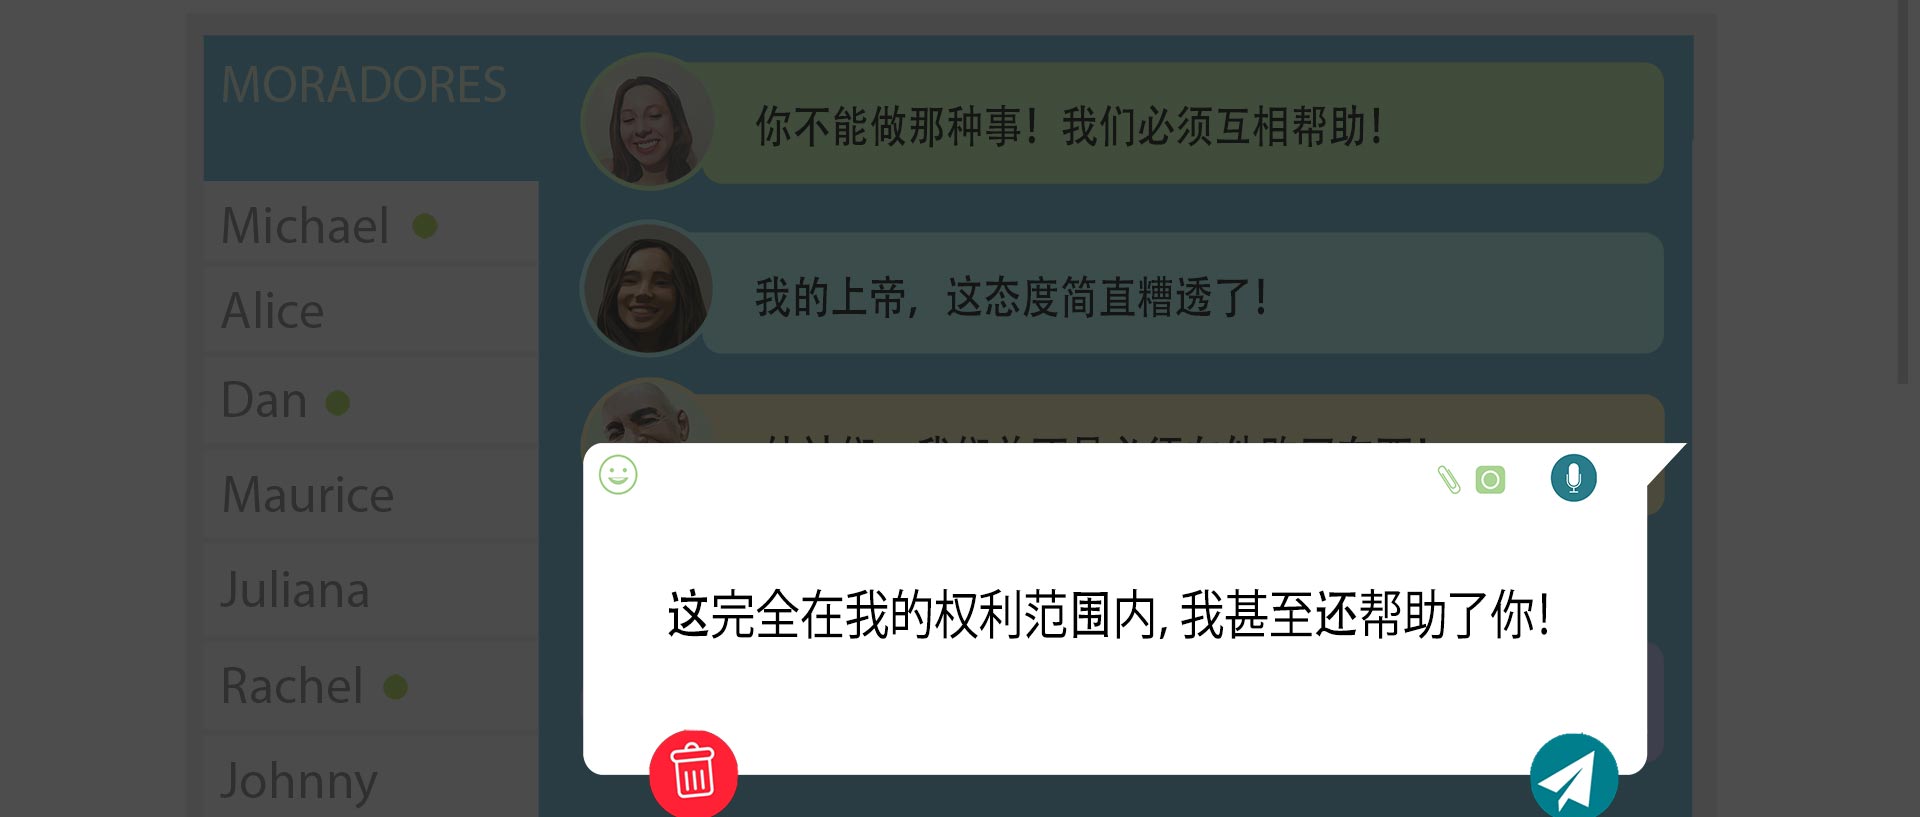 MORADORES
Michael
Alice
Dan
Maurice
Juliana
Rachel
Johnny
你不能做那种事！我们必须互相帮助！
我的上帝，这态度简直糟透了！
这完全在我的权利范围内,我甚至还帮助了你!